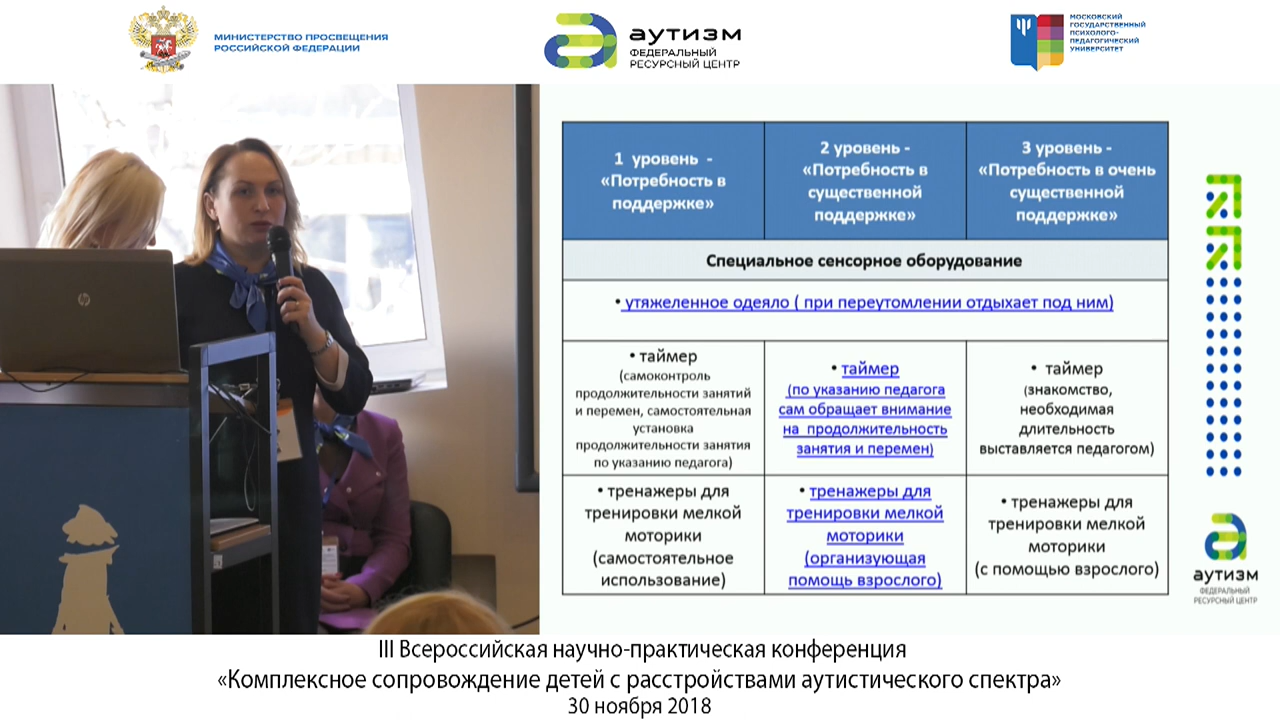 МИНИСТЕРСТВО ПРОСВЕЩЕНИЯ
РОССИЙСКОЙ ФЕДЕРАЦИИ
аутизм
ФЕДЕРАЛЬНЫЙ
РЕСУРСНЫЙ ЦЕНТР
МОСКОВСКИЙ
ГОСУДАРСТВЕННЫЙ
ПСИХОЛОГО-
ПЕДАГОГИЧЕСКИЙ
УНИВЕРСИТЕТ
hp
1 уровень -
«Потребность в
поддержке»
2 уровень -
«Потребность в
существенной
поддержке»
3 уровень -
«Потребность в очень
существенной
поддержке»
Специальное сенсорное оборудование
• утяжеленное одеяло ( при переутомлении отдыхает под ним)
• таймер
(самоконтроль
продолжительности занятий
и перемен, самостоятельная
установка
продолжительности занятия
по указанию педагога)
• таймер
(по указанию педагога
сам обращает внимание
на продолжительность
занятия и перемен)
• таймер
(знакомство,
необходимая
длительность
выставляется педагогом)
• тренажеры для
тренировки мелкой
моторики
(самостоятельное
использование)
• тренажеры для
тренировки мелкой
моторики
(организующая
помощь взрослого)
• тренажеры для
тренировки мелкой
моторики
(с помощью взрослого)
аутизм
ФЕДЕРАЛЬНЫЙ
РЕСУРСНЫЙ ЦЕНТР
III Всероссийская научно-практическая конференция
«Комплексное сопровождение детей с расстройствами аутистического спектра»
30 ноября 2018